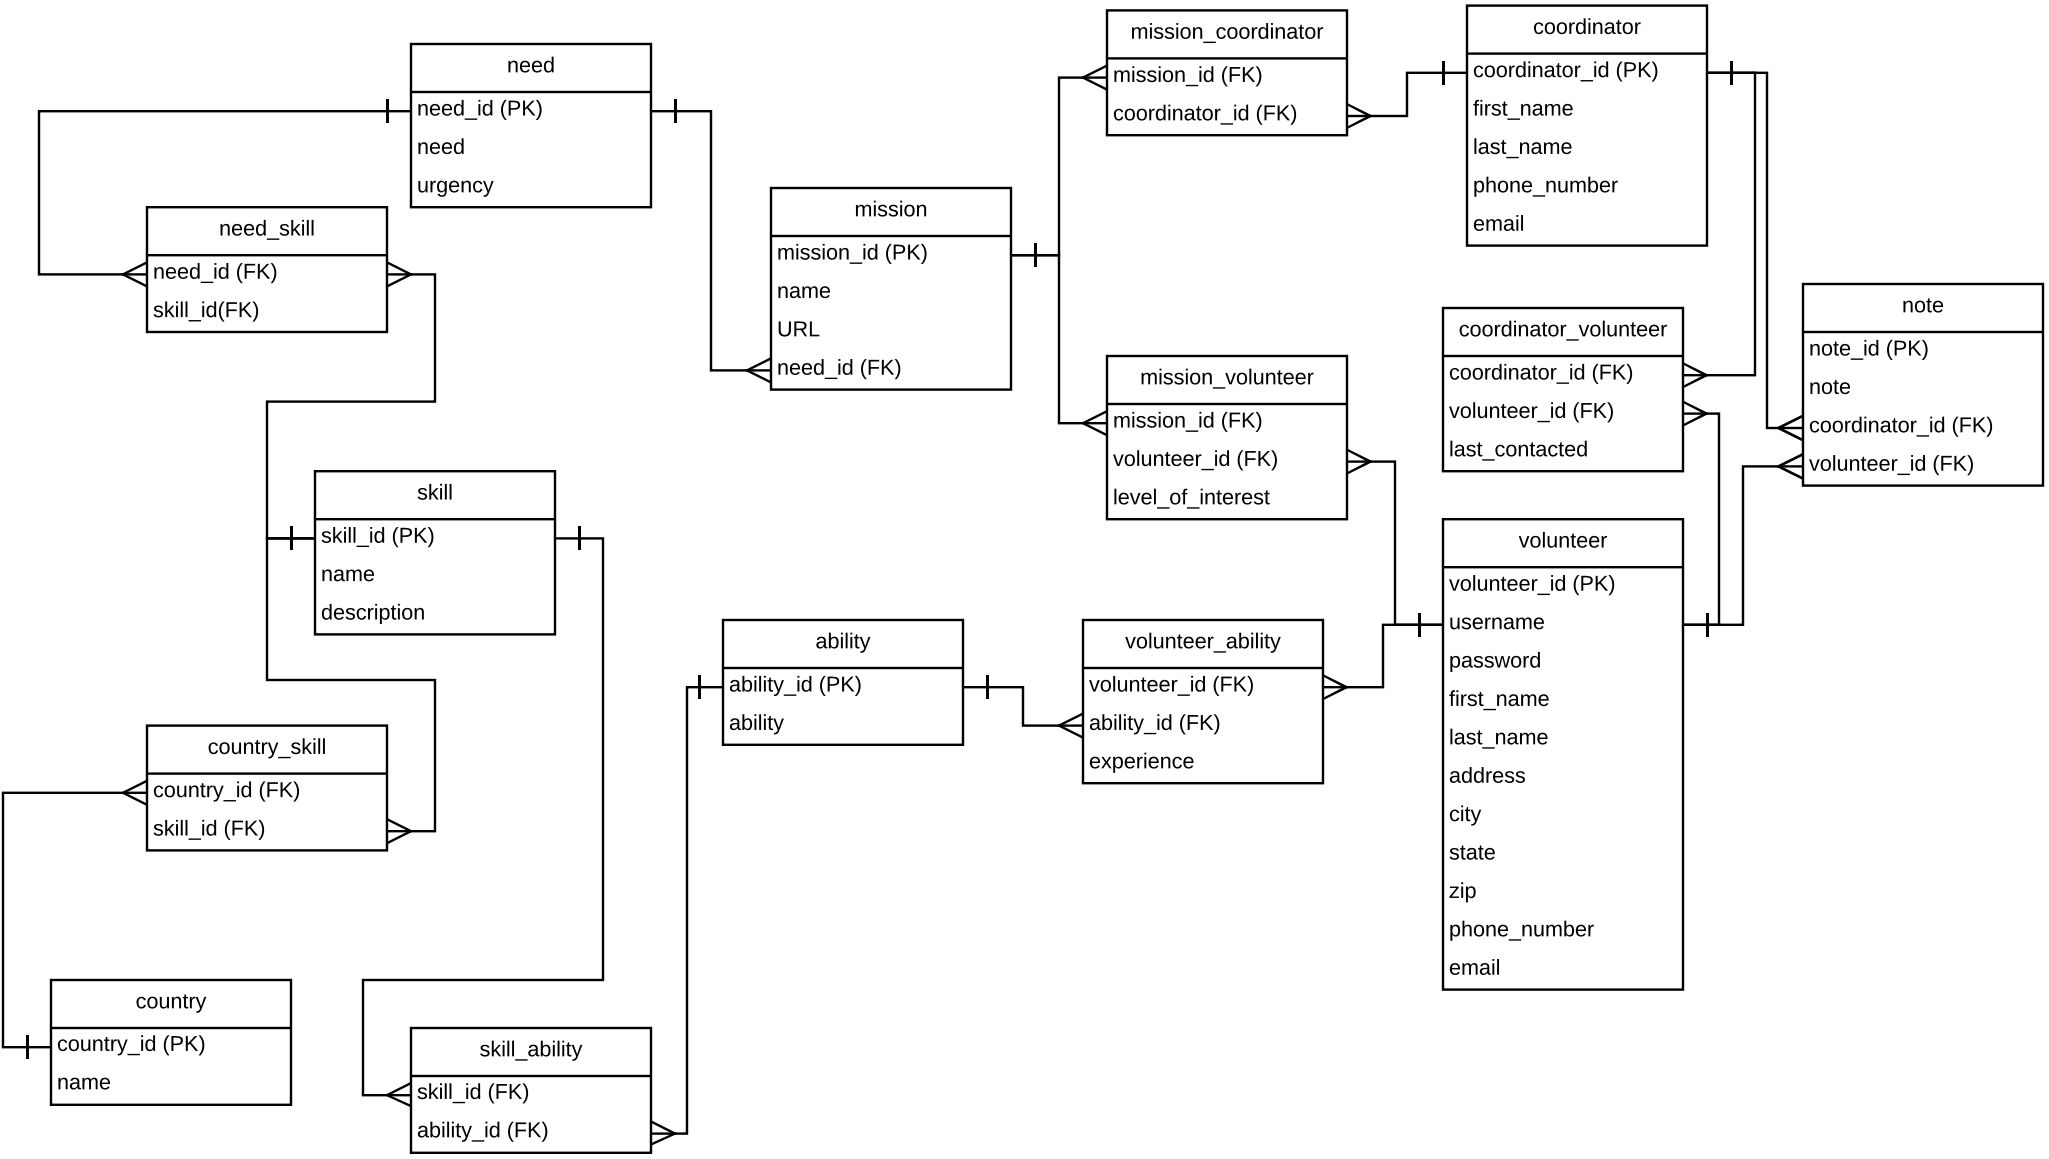 need
need_id (PK)
need
urgency
need_skill
need_id (FK)
skill_id(FK)
mission
mission_id (PK)
name
URL
need_id (FK)
mission_coordinator
mission_id (FK)
coordinator_id (FK)
coordinator
coordinator_id (PK)
first_name
last_name
phone_number
email
mission_volunteer
mission_id (FK)
volunteer_id (FK)
level_of_interest
coordinator_volunteer
coordinator_id (FK)
volunteer_id (FK)
last_contacted
note
note_id (PK)
note
coordinator_id (FK)
volunteer_id (FK)
skill
skill_id (PK)
name
description
ability
ability_id (PK)
ability
volunteer_ability
volunteer_id (FK)
ability_id (FK)
experience
volunteer
volunteer_id (PK)
username
password
first_name
last_name
address
city
state
zip
phone_number
email
country_skill
country_id (FK)
skill_id (FK)
country
country_id (PK)
name
skill_ability
skill_id (FK)
ability_id (FK)